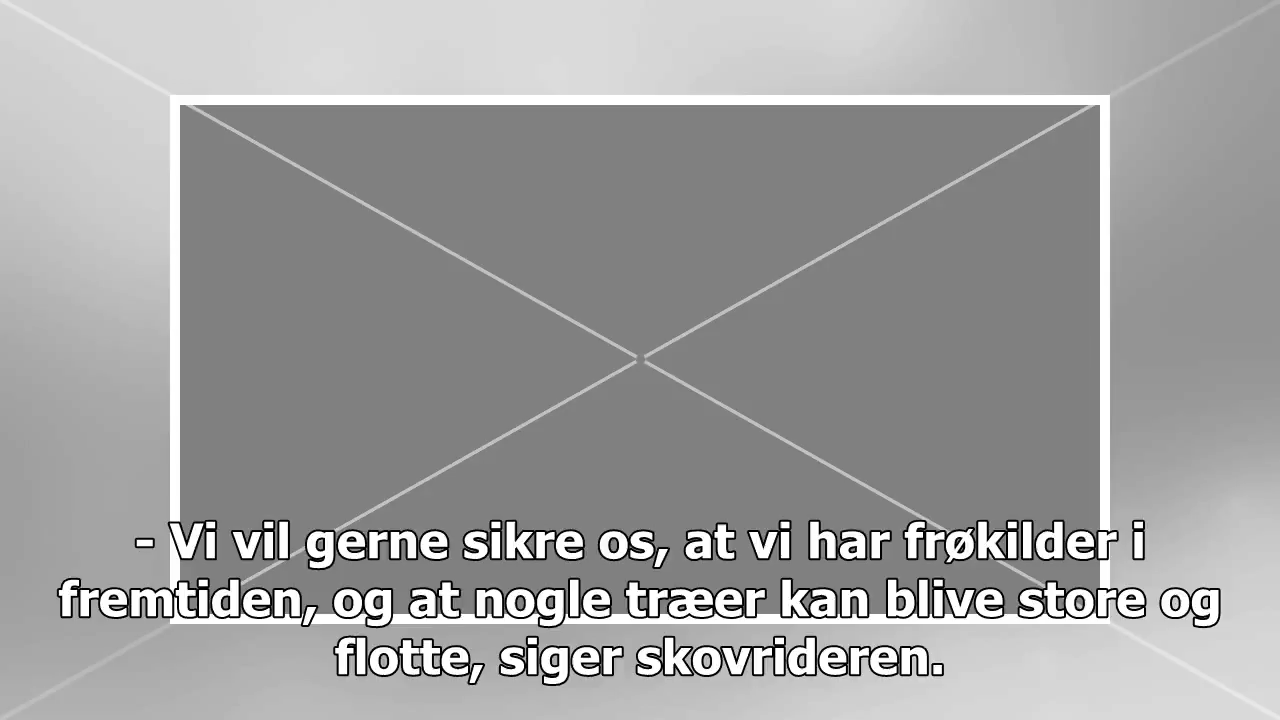 - Vi vil gerne sikre os, at vi har frøkilder i
fremtiden, og at nogle træer kan blive store og
flotte, siger skovrideren.